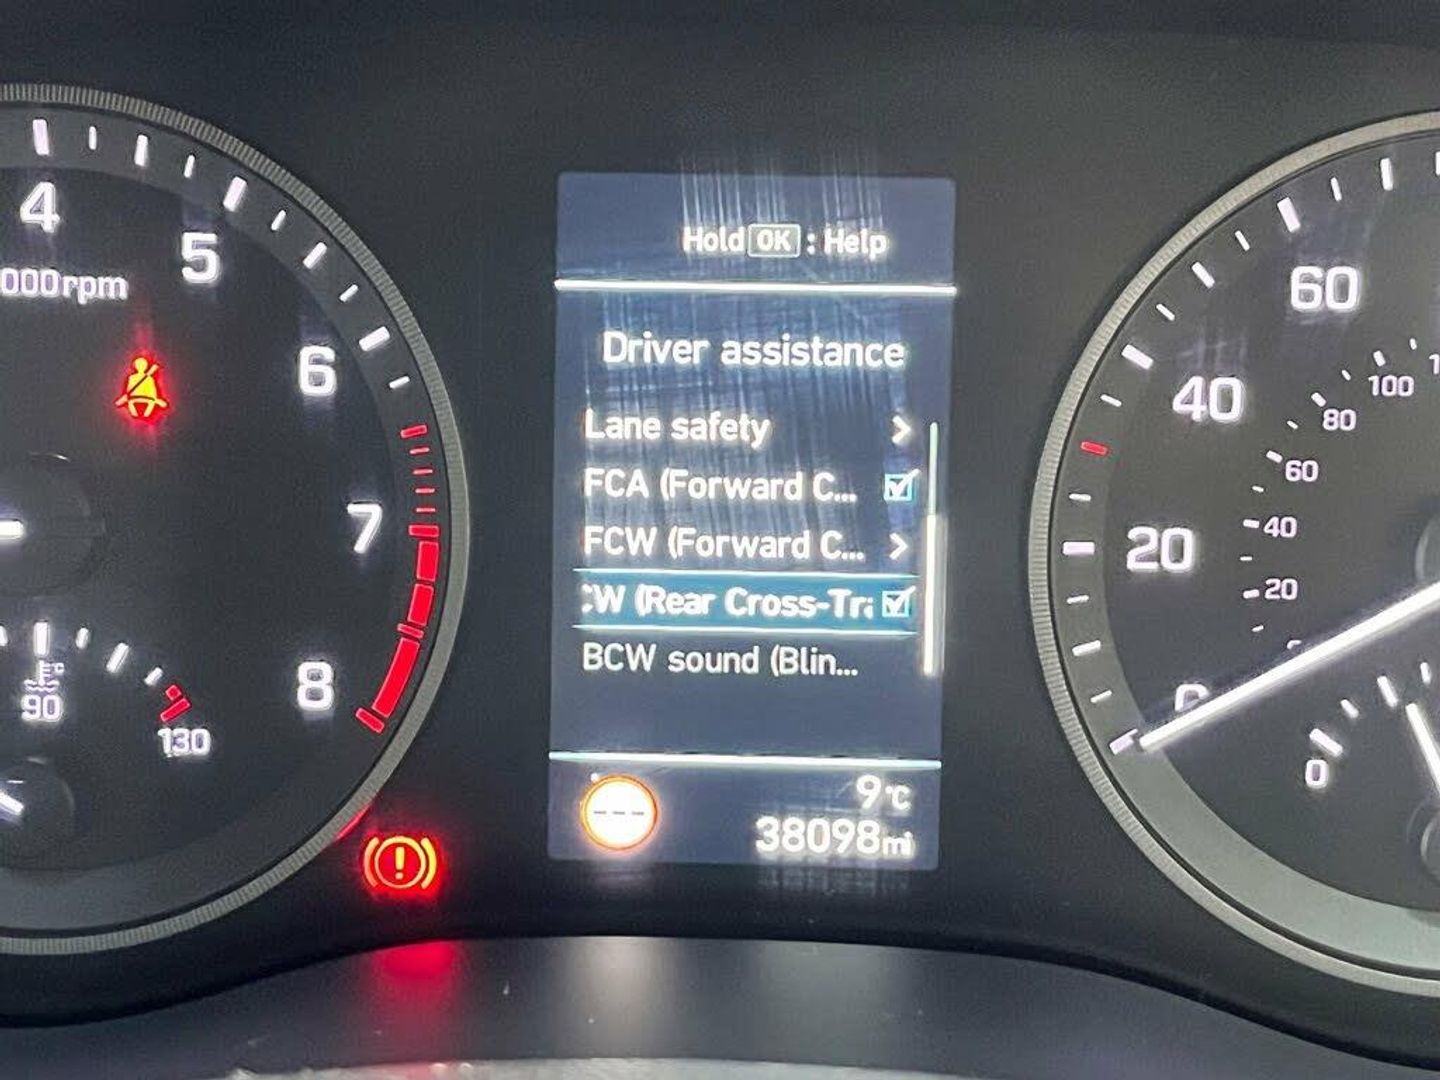 Hold OK : Help
Driver assistance
Lane safety
FCA (Forward C...
FCW (Forward C...
W (Rear Cross-Tr
BCW sound (Blin...
9°C
38098mi
4
5
6
7
8
000rpm
90
130
60
40
20
0
100
80
60
40
20
0